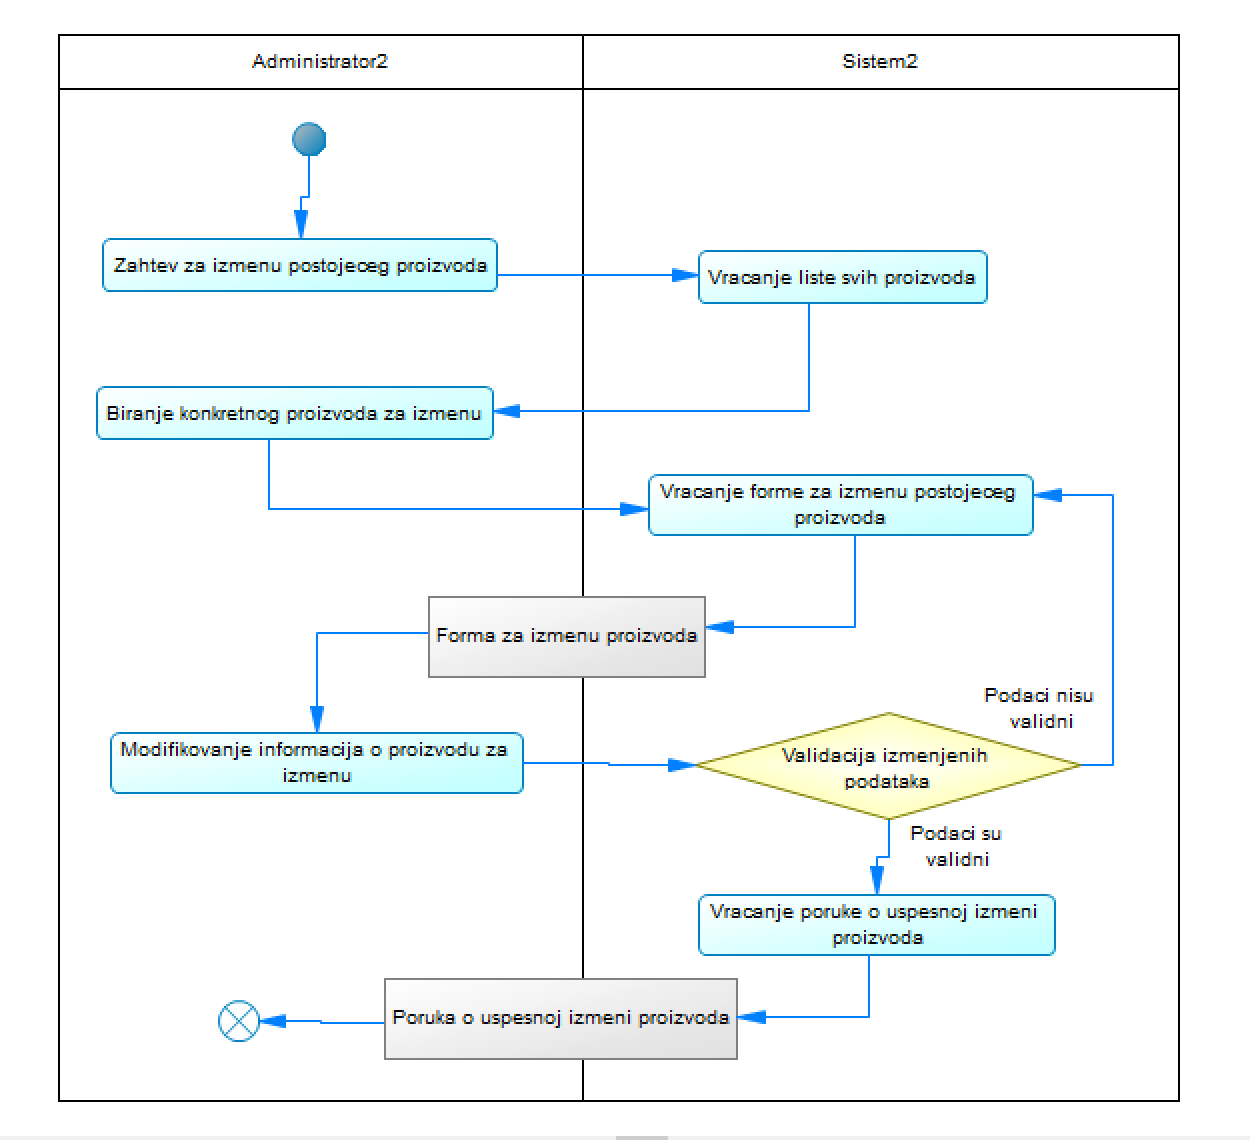 Administrator2
Sistem2
Zahtev za izmenu postojeceg proizvoda
Vracanje liste svih proizvoda
Biranje konkretnog proizvoda za izmenu
Vracanje forme za izmenu postojeceg
proizvoda
Forma za izmenu proizvoda
Podaci nisu
validni
Modifikovanje informacija o proizvodu za
izmenu
Validacija izmenjenih
podataka
Podaci su
validni
Vracanje poruke o uspesnoj izmeni
proizvoda
Poruka o uspesnoj izmeni proizvoda